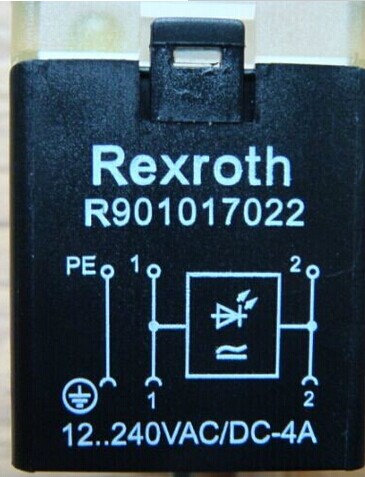 Rexroth
R901017022
PE 1 2
1 2
12..240VAC/DC-4A